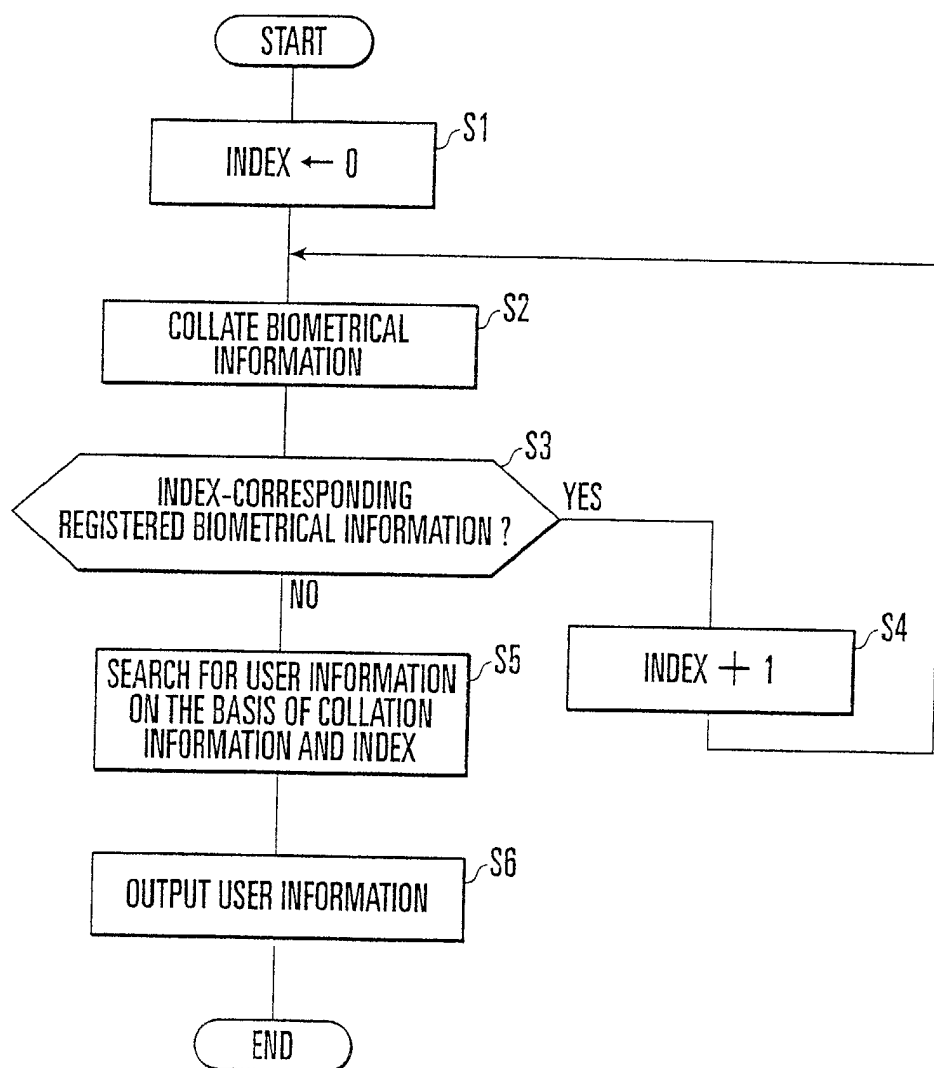 START
S1
INDEX ← 0
S2
COLLATE BIOMETRICAL
INFORMATION
S3
INDEX-CORRESPONDING
REGISTERED BIOMETRICAL INFORMATION ?
YES
NO
S4
INDEX + 1
S5
SEARCH FOR USER INFORMATION
ON THE BASIS OF COLLATION
INFORMATION AND INDEX
S6
OUTPUT USER INFORMATION
END